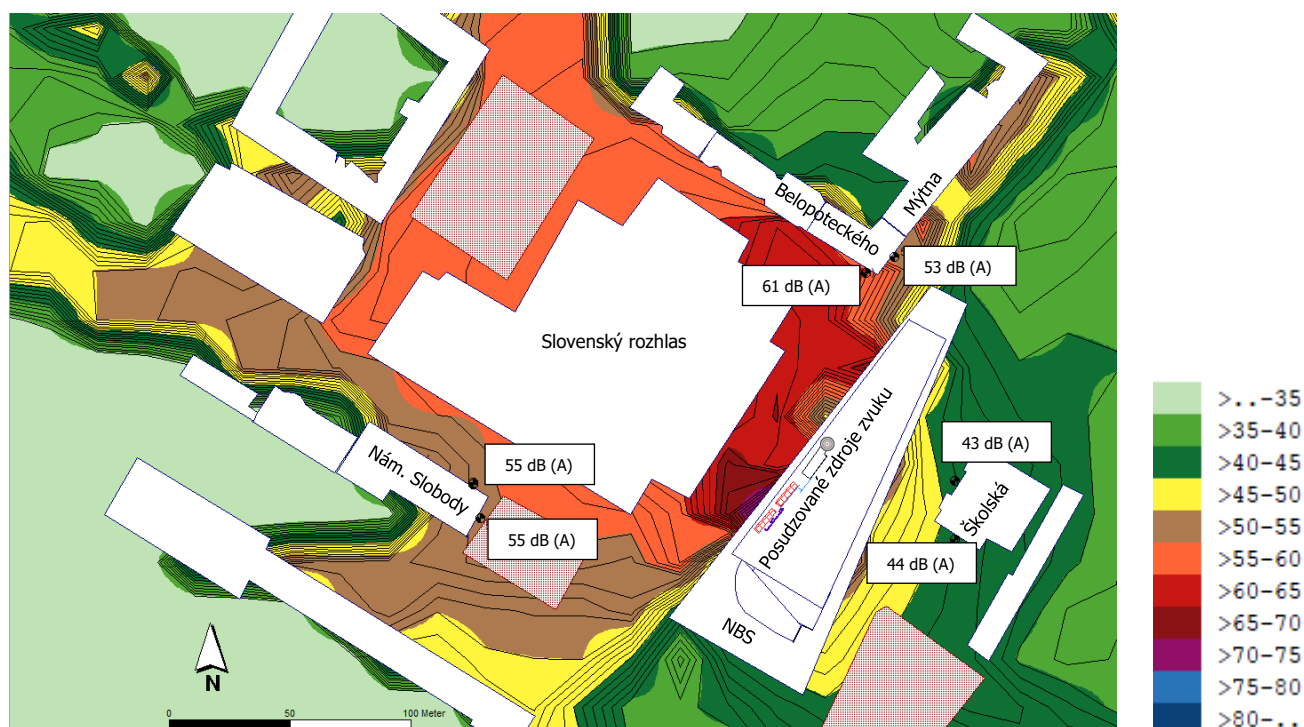 Mýtna
Belopoteckého
53 dB (A)
61 dB (A)
Slovenský rozhlas
Posudzované zdroje zvuku
43 dB (A)
55 dB (A)
Nám. Slobody
Školská
55 dB (A)
44 dB (A)
NBS
N
0 50 100 Meter
>..-35
>35-40
>40-45
>45-50
>50-55
>55-60
>60-65
>65-70
>70-75
>75-80
>80-..